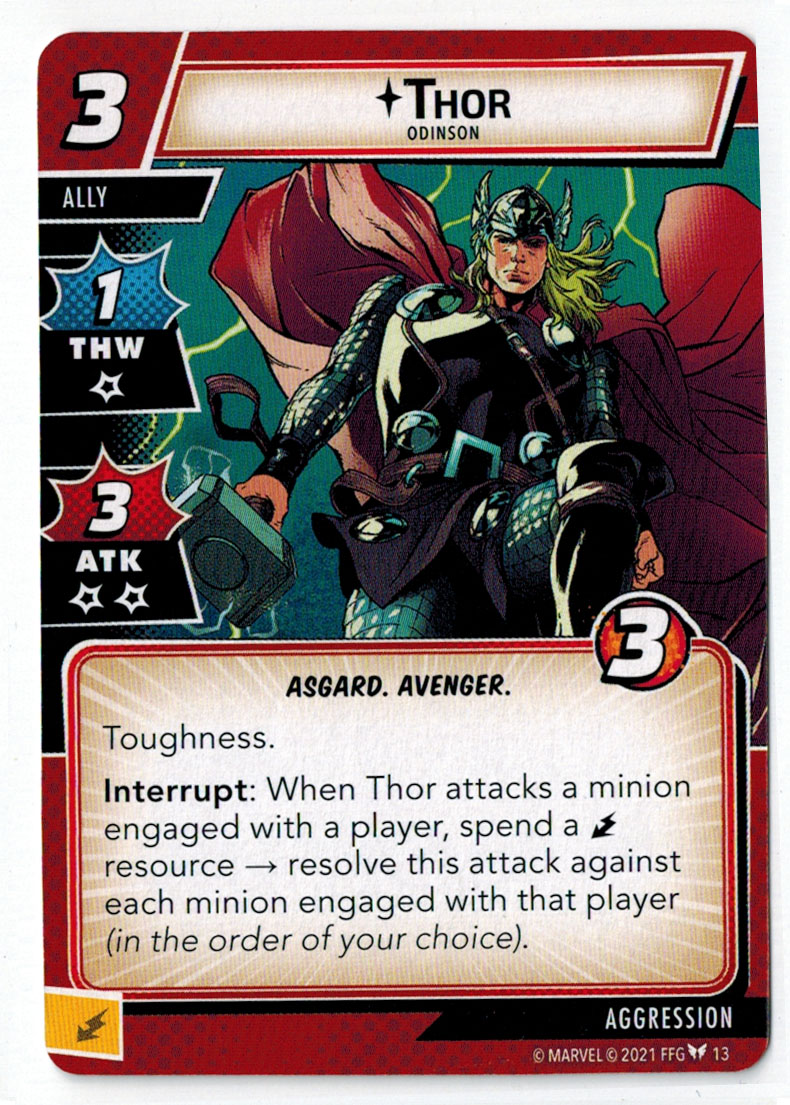 3
THOR
ODINSON
ALLY
1
THW
3
ATK
3
ASGARD. AVENGER.
Toughness.
Interrupt: When Thor attacks a minion
engaged with a player, spend a
resource → resolve this attack against
each minion engaged with that player
(in the order of your choice).
AGGRESSION
© MARVEL © 2021 FFG 13